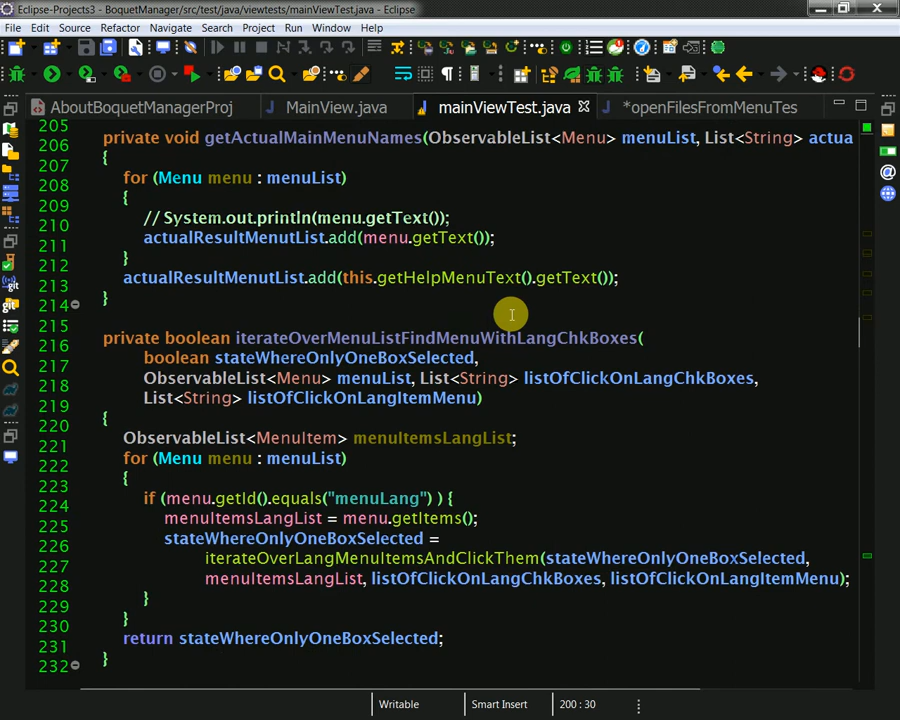 Eclipse-Projects3 - BoquetManager/src/test/java/viewtests/mainViewTest.java - Eclipse
File Edit Source Refactor Navigate Search Project Run Window Help
AboutBoquetManagerProj MainView.java mainViewTest.java *openFilesFromMenuTes
205
206 private void getActualMainMenuNames(ObservableList<Menu> menuList, List<String> actua
207 {
208 for (Menu menu : menuList)
209 {
210 // System.out.println(menu.getText());
211 actualResultMenutList.add(menu.getText());
212 }
213 actualResultMenutList.add(this.getHelpMenuText().getText());
214 }
215
216 private boolean iterateOverMenuListFindMenuWithLangChkBoxes(
217 boolean stateWhereOnlyOneBoxSelected,
218 ObservableList<Menu> menuList, List<String> listOfClickOnLangChkBoxes,
219 List<String> listOfClickOnLangItemMenu)
220 {
221 ObservableList<MenuItem> menuItemsLangList;
222 for (Menu menu : menuList)
223 {
224 if (menu.getId().equals("menuLang") ) {
225 menuItemsLangList = menu.getItems();
226 stateWhereOnlyOneBoxSelected =
227 iterateOverLangMenuItemsAndClickThem(stateWhereOnlyOneBoxSelected,
228 menuItemsLangList, listOfClickOnLangChkBoxes, listOfClickOnLangItemMenu);
229 }
230 }
231 return stateWhereOnlyOneBoxSelected;
232 }
Writable Smart Insert 200 : 30